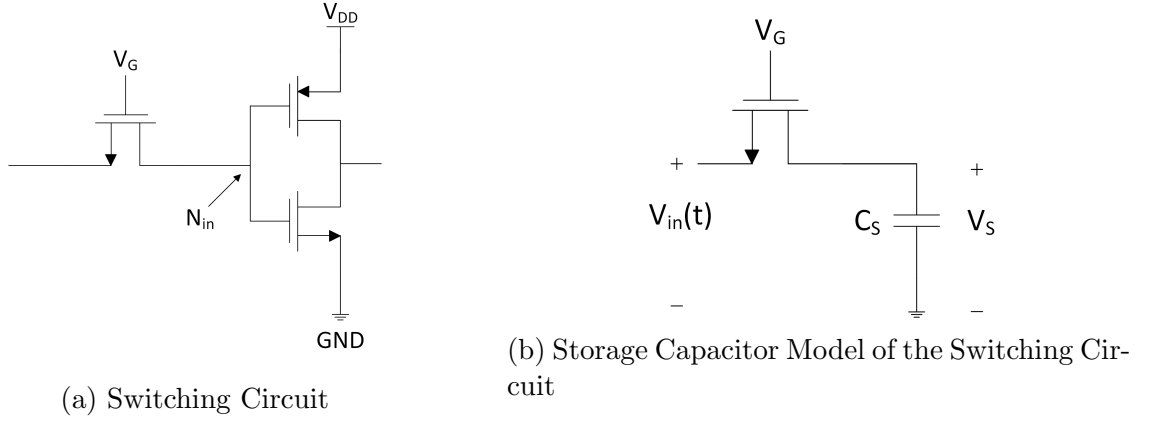 V_DD
V_G
N_in
GND
(a) Switching Circuit
V_G
+ +
V_in(t) C_S V_S
− −
(b) Storage Capacitor Model of the Switching Cir-
cuit